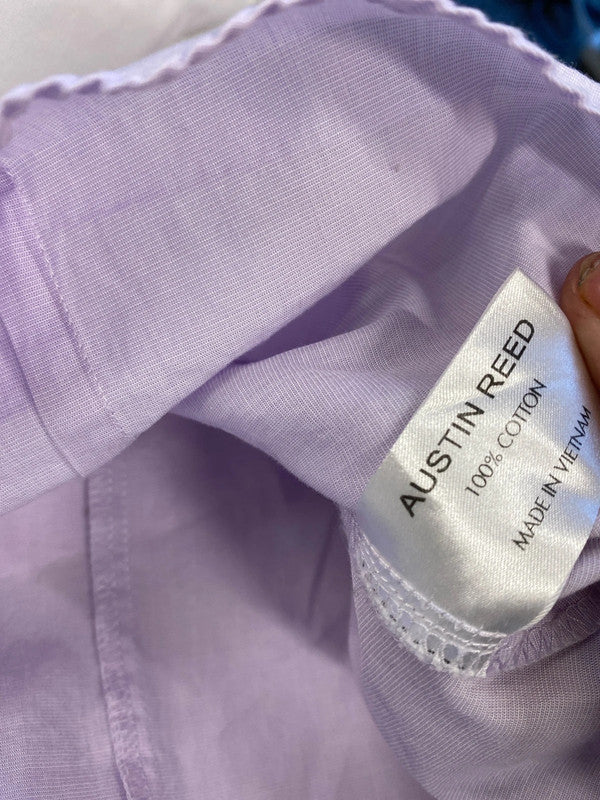 AUSTIN REED
100% COTTON
MADE IN VIETNAM